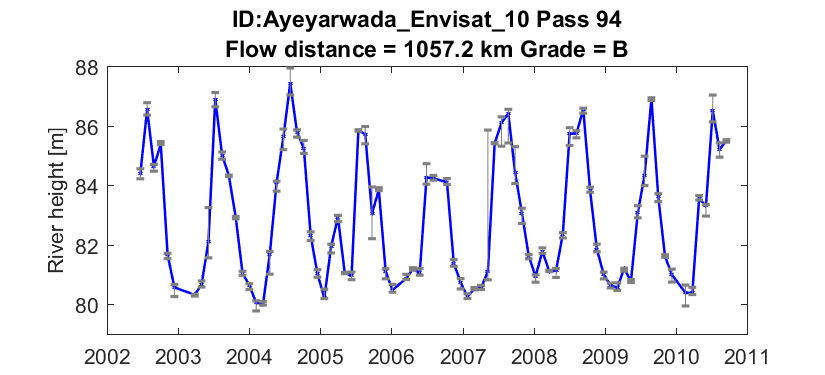 ID:Ayeyarwada_Envisat_10 Pass 94
Flow distance = 1057.2 km Grade = B
River height [m]
88
86
84
82
80
2002 2003 2004 2005 2006 2007 2008 2009 2010 2011